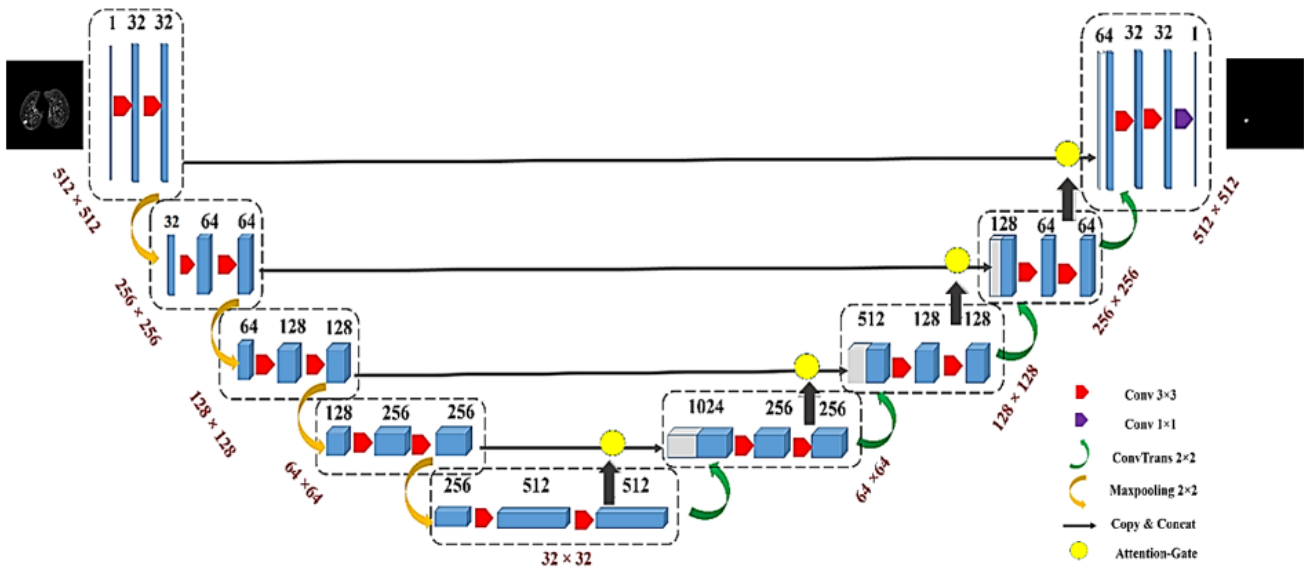 1 32 32
512 × 512
32 64 64
256 × 256
64 128 128
128 × 128
128 256 256
64 ×64
256 512 512
32 × 32
1024 256 256
64 ×64
512 128 128
128 × 128
128 64 64
256 × 256
64 32 32 1
512 × 512
Conv 3×3
Conv 1×1
ConvTrans 2×2
Maxpooling 2×2
Copy & Concat
Attention-Gate